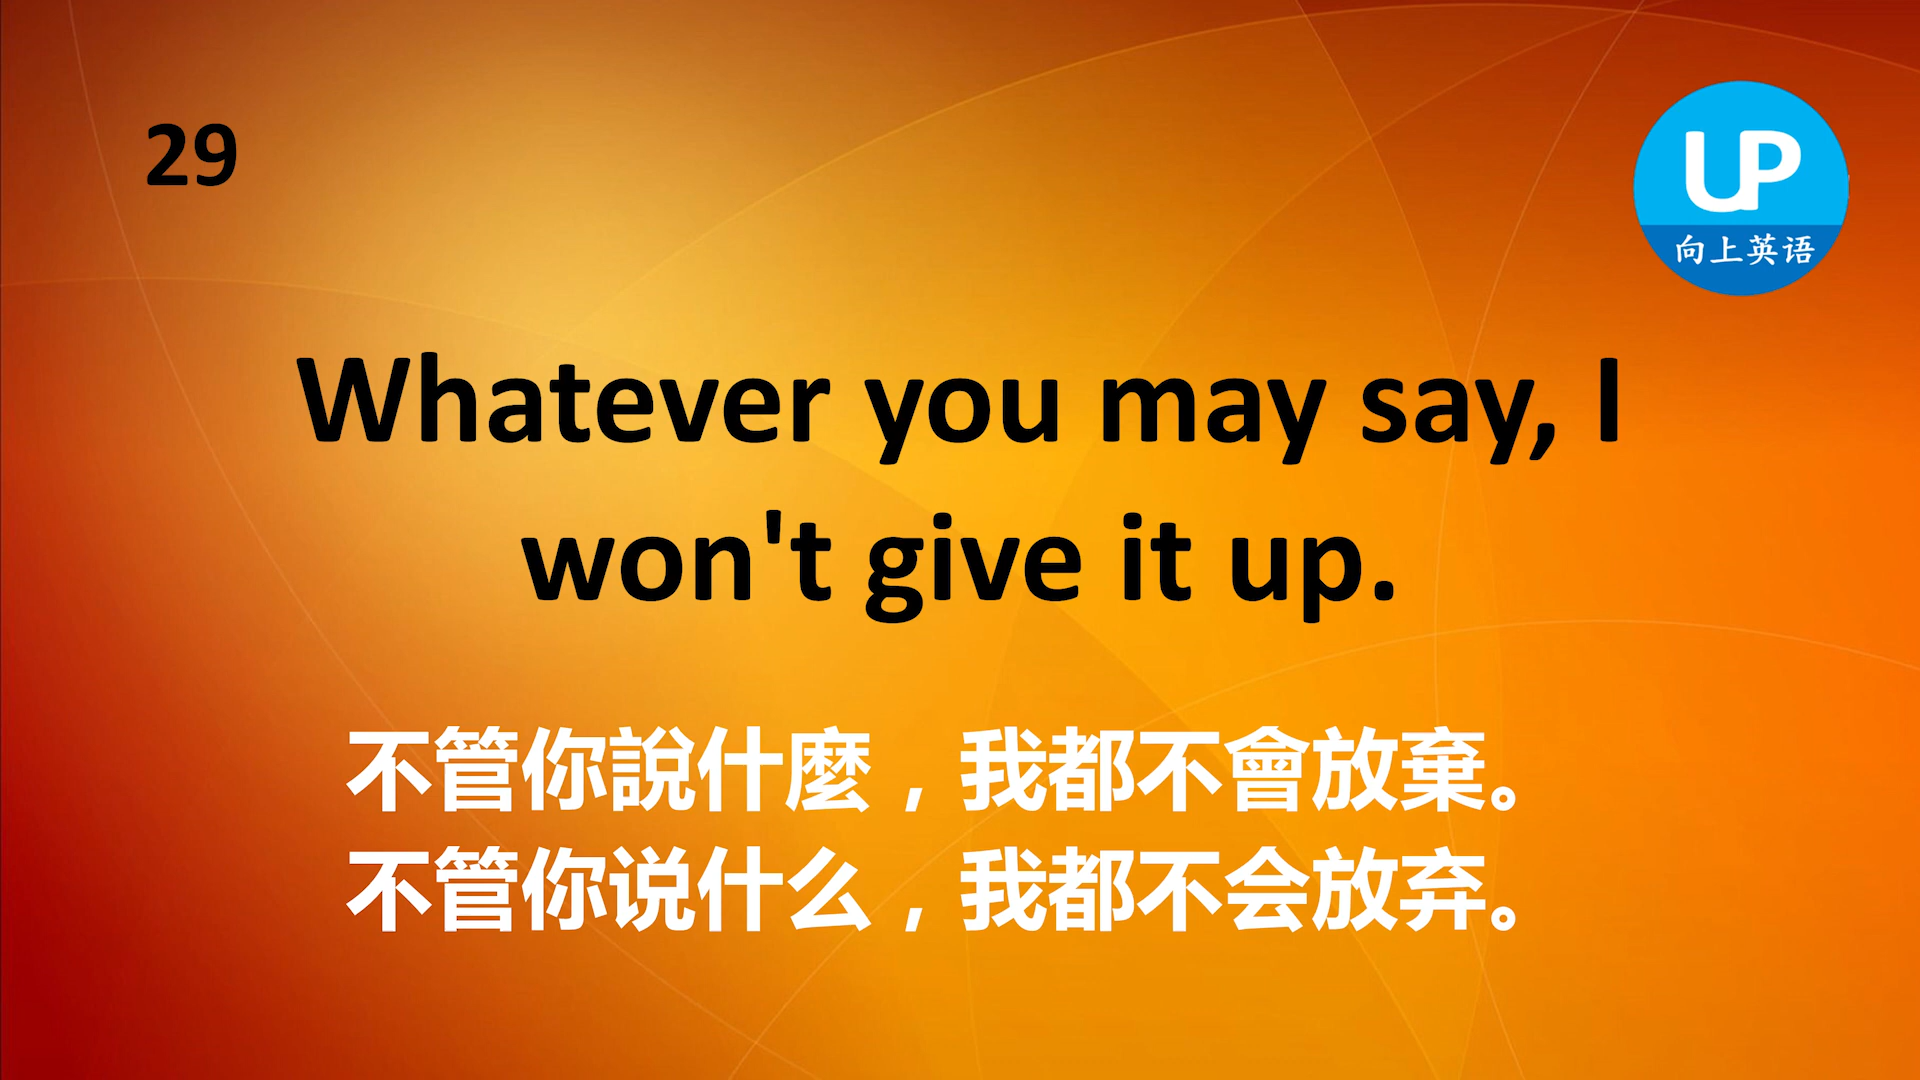 29
UP
向上英语
Whatever you may say, I
won't give it up.
不管你說什麼，我都不會放棄。
不管你说什么，我都不会放弃。